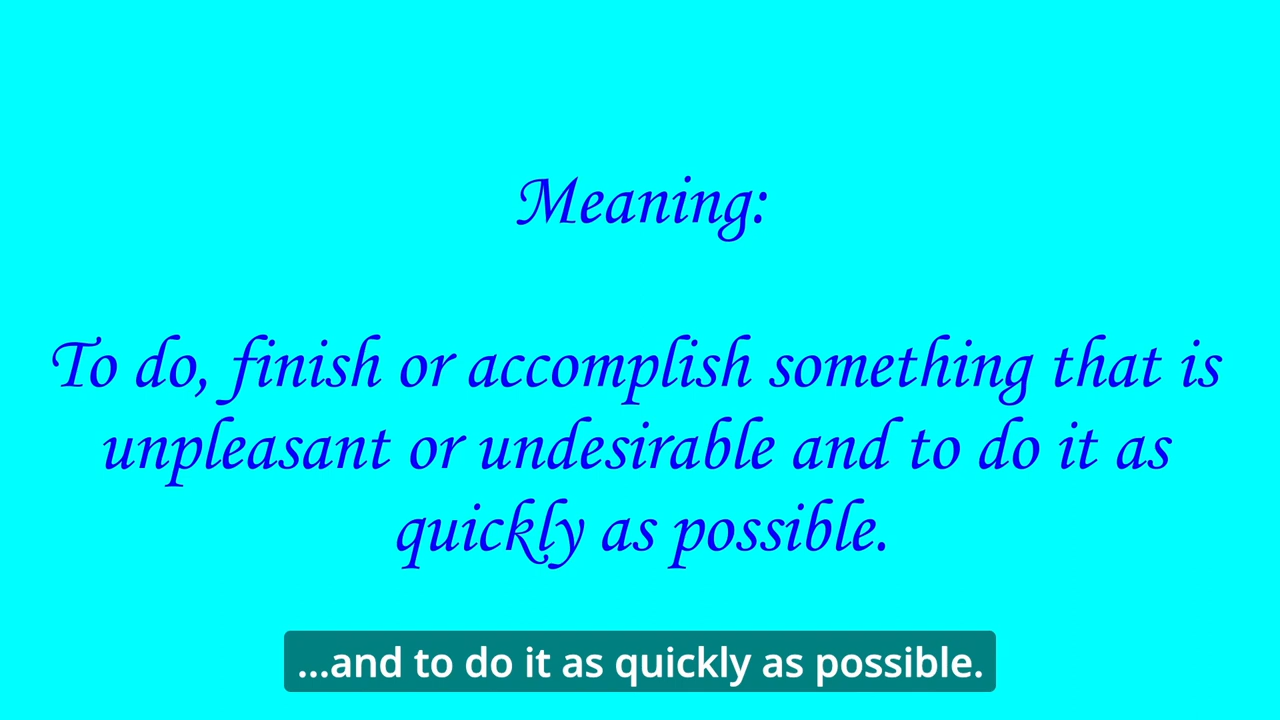 Meaning:
To do, finish or accomplish something that is
unpleasant or undesirable and to do it as
quickly as possible.
...and to do it as quickly as possible.